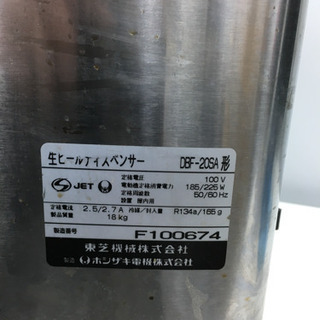 生ビールディスペンサー DBF-20SA 形
定格電圧 100 V
JET 電動機定格消費電力 185/225 W
定格周波数 50/60 Hz
設置 屋内用
定格電流 2.5/2.7 A 冷媒/封入量 R134a/165 g
製品質量 18 kg
製造番号 F100674
東芝機械株式会社
製造 ホシザキ電機株式会社